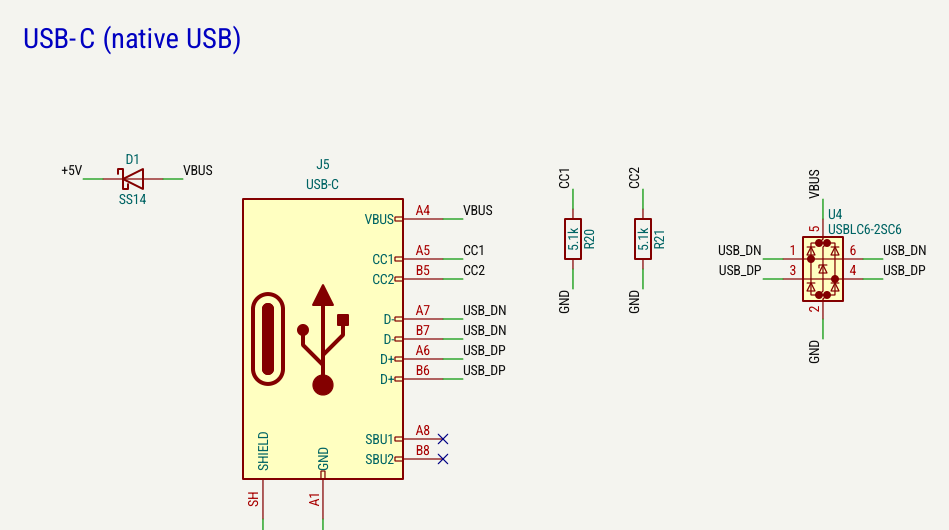 USB-C (native USB)
+5V
D1
VBUS
SS14
J5
USB-C
VBUS
A4
VBUS
CC1
A5
CC1
CC2
B5
CC2
D-
A7
USB_DN
D-
B7
USB_DN
D+
A6
USB_DP
D+
B6
USB_DP
SBU1
A8
SBU2
B8
SHIELD
GND
SH
A1
CC1
5.1k
R20
GND
CC2
5.1k
R21
GND
VBUS
5
U4
USBLC6-2SC6
USB_DN
1
6
USB_DN
USB_DP
3
4
USB_DP
2
GND